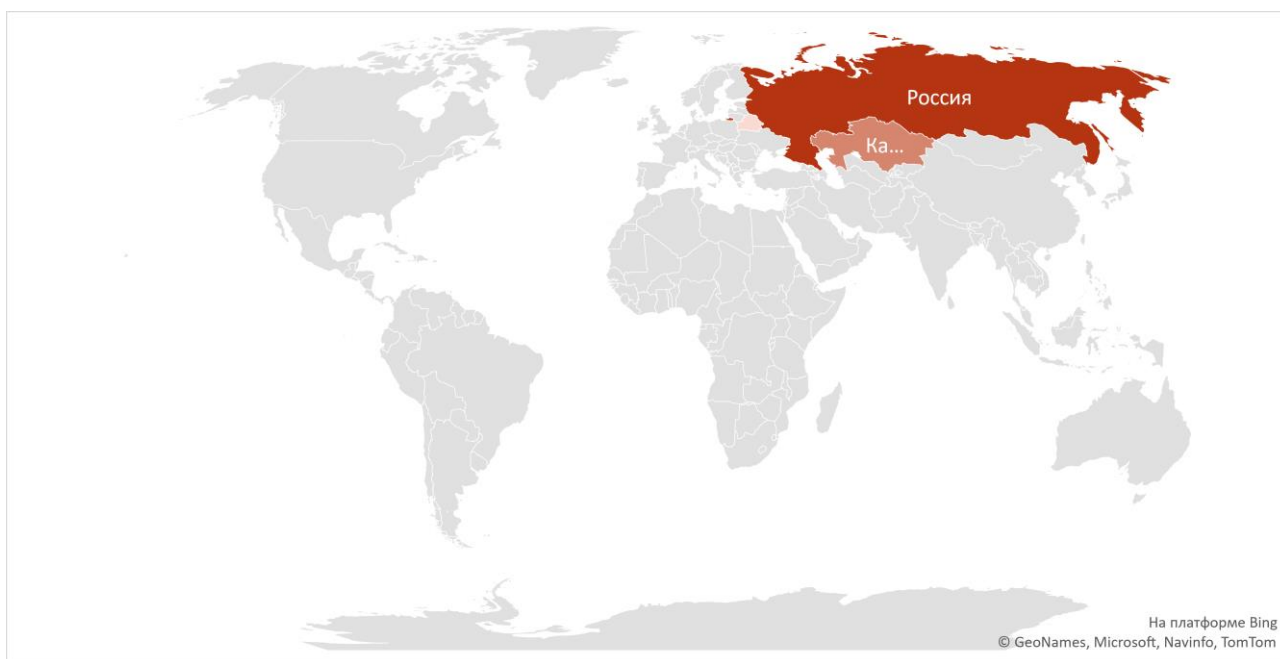 Россия
Ка...
На платформе Bing
© GeoNames, Microsoft, Navinfo, TomTom